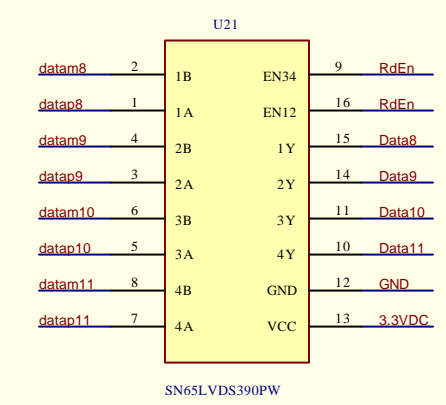 U21
datam8 2 1B EN34 9 RdEn
datap8 1 1A EN12 16 RdEn
datam9 4 2B 1Y 15 Data8
datap9 3 2A 2Y 14 Data9
datam10 6 3B 3Y 11 Data10
datap10 5 3A 4Y 10 Data11
datam11 8 4B GND 12 GND
datap11 7 4A VCC 13 3.3VDC
SN65LVDS390PW